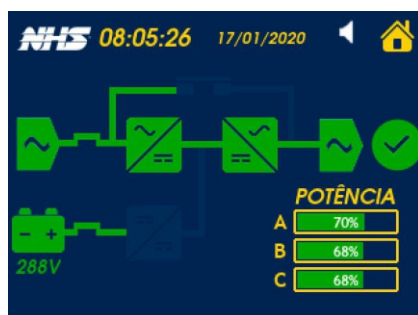 NHS 08:05:26 17/01/2020
POTÊNCIA
A 70%
B 68%
C 68%
288V